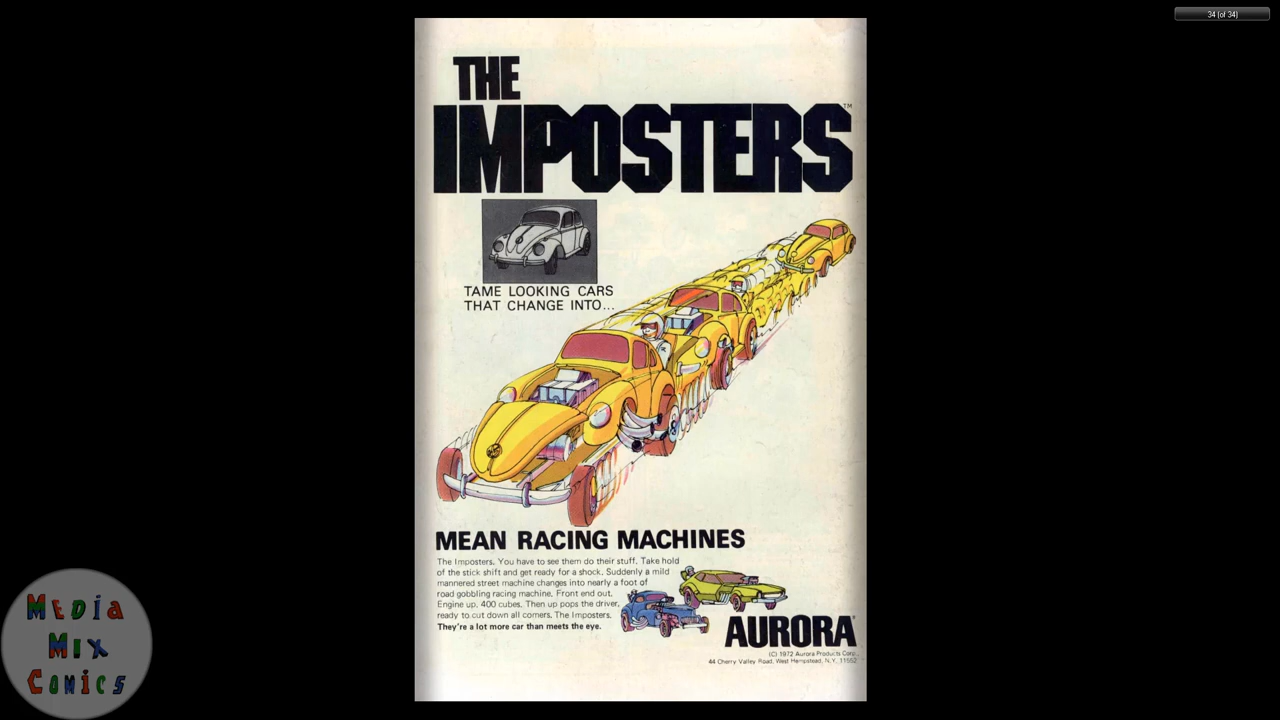 34 (of 34)
THE
IMPOSTERS™
TAME LOOKING CARS
THAT CHANGE INTO...
MEAN RACING MACHINES
The Imposters. You have to see them do their stuff. Take hold
of the stick shift and get ready for a shock. Suddenly a mild
mannered street machine changes into nearly a foot of
road gobbling racing machine. Front end out.
Engine up. 400 cubes. Then up pops the driver,
ready to cut down all comers. The Imposters.
They're a lot more car than meets the eye.
AURORA®
(C) 1972 Aurora Products Corp.,
44 Cherry Valley Road, West Hempstead, N.Y. 11552
MEDIA
MIX
COMICS